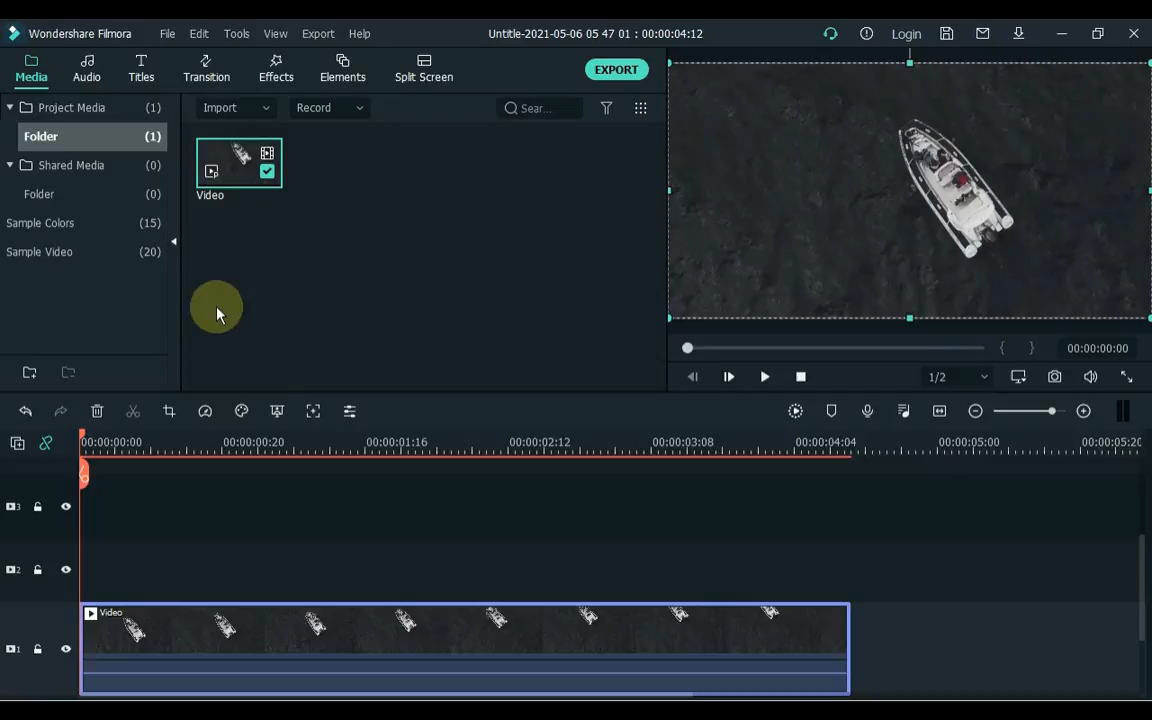 Wondershare Filmora
File Edit Tools View Export Help
Untitle-2021-05-06 05 47 01 : 00:00:04:12
Login
Media Audio Titles Transition Effects Elements Split Screen
EXPORT
Project Media (1)
Folder (1)
Shared Media (0)
Folder (0)
Sample Colors (15)
Sample Video (20)
Import Record Sear...
Video
{ } 00:00:00:00
1/2
00:00:00:00 00:00:00:20 00:00:01:16 00:00:02:12 00:00:03:08 00:00:04:04 00:00:05:00 00:00:05:20
3
2
1
Video